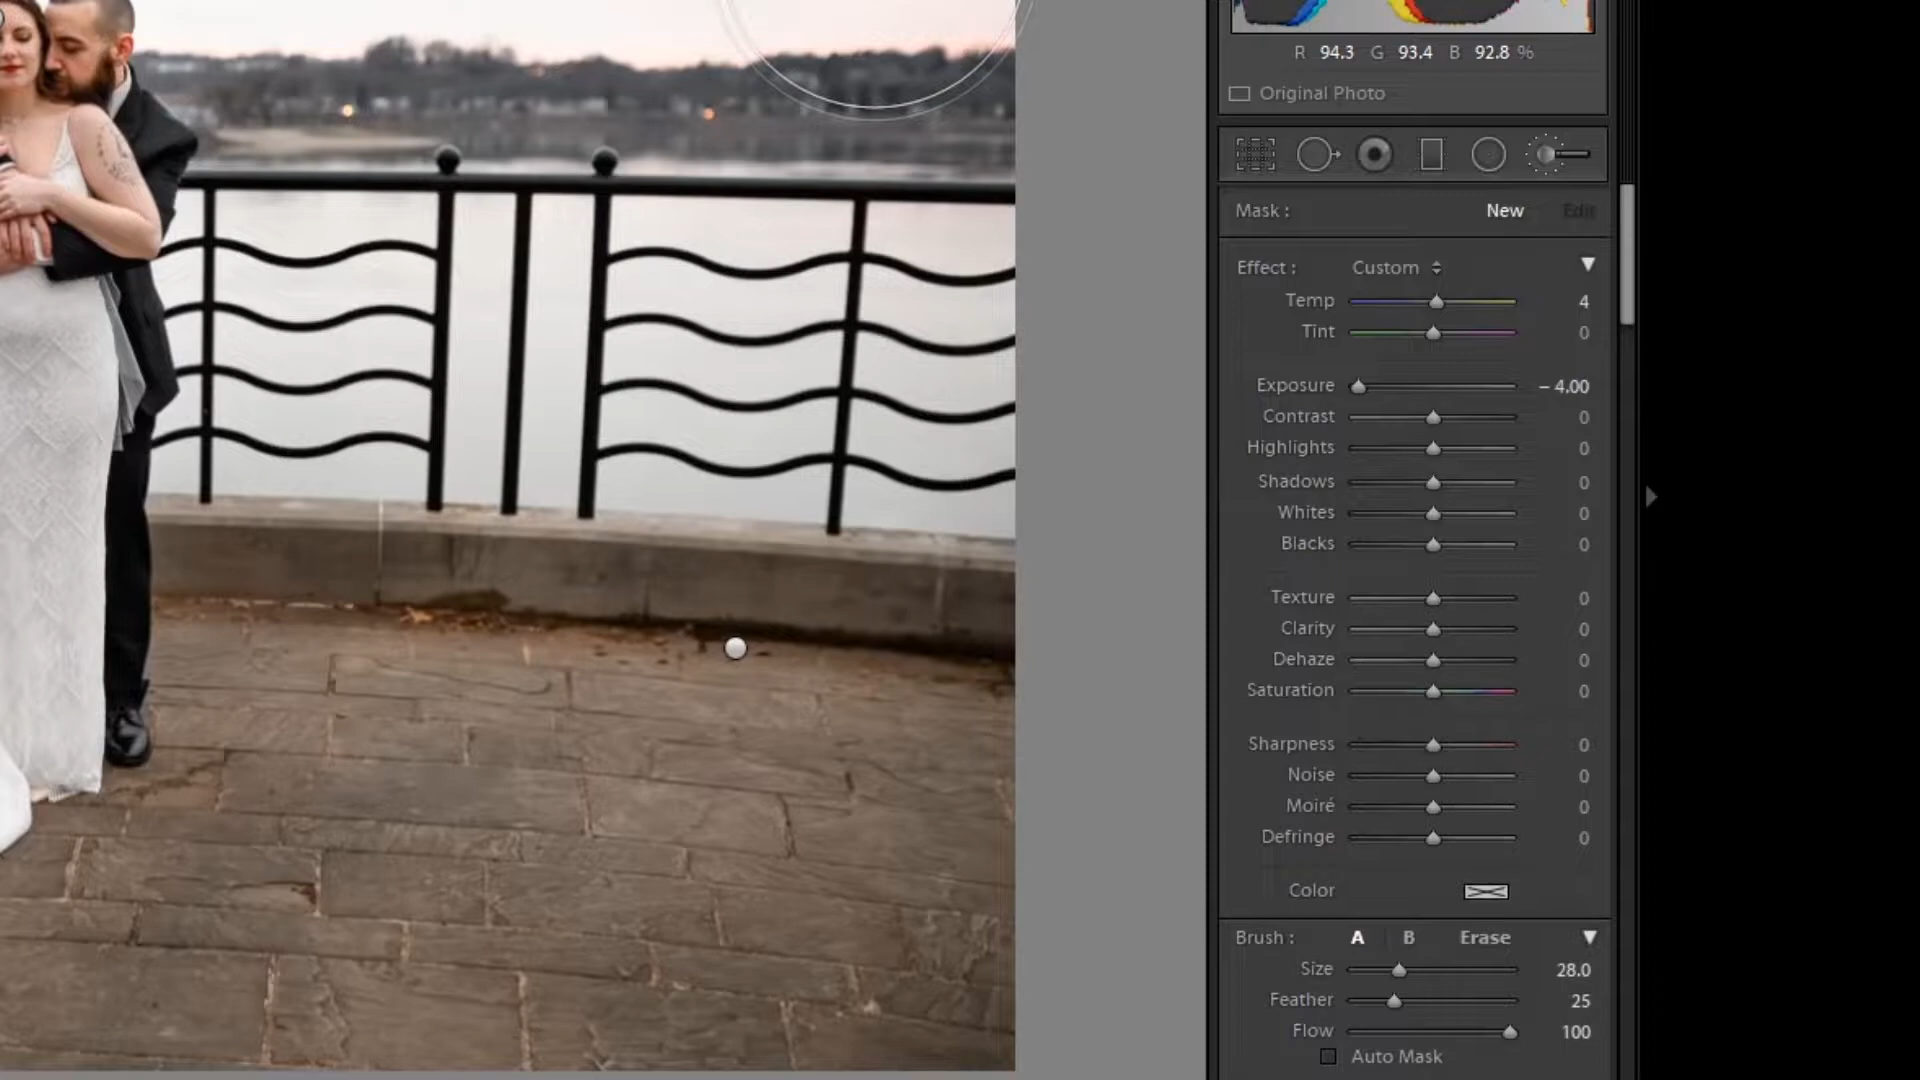 R 94.3 G 93.4 B 92.8 %
Original Photo
Mask : New Edit
Effect : Custom
Temp 4
Tint 0
Exposure – 4.00
Contrast 0
Highlights 0
Shadows 0
Whites 0
Blacks 0
Texture 0
Clarity 0
Dehaze 0
Saturation 0
Sharpness 0
Noise 0
Moiré 0
Defringe 0
Color
Brush : A B Erase
Size 28.0
Feather 25
Flow 100
Auto Mask